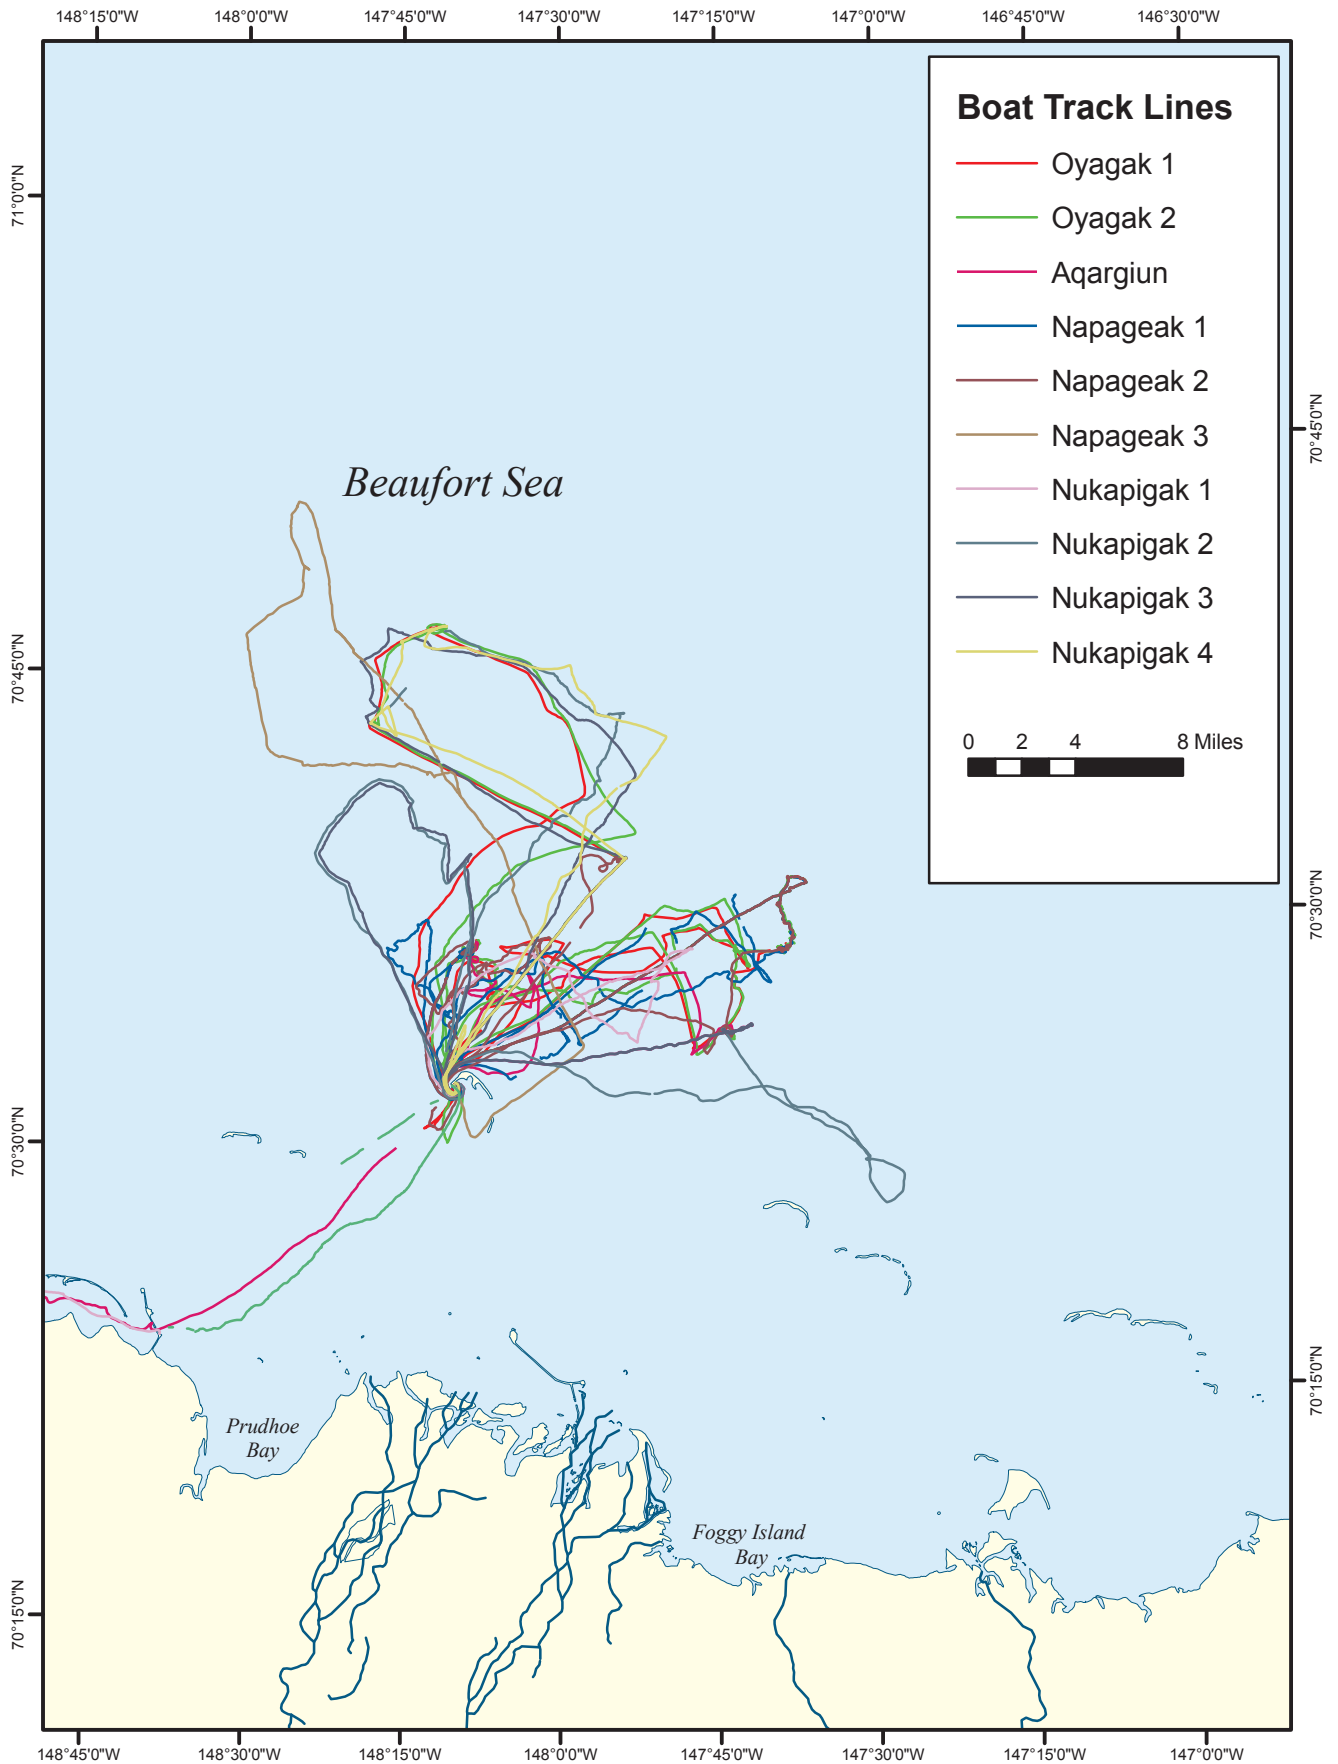 148°15'0"W
148°0'0"W
147°45'0"W
147°30'0"W
147°15'0"W
147°0'0"W
146°45'0"W
146°30'0"W
Boat Track Lines
Oyagak 1
Oyagak 2
Aqargiun
Napageak 1
Napageak 2
Napageak 3
Nukapigak 1
Nukapigak 2
Nukapigak 3
Nukapigak 4
0 2 4 8 Miles
71°0'0"N
70°45'0"N
Beaufort Sea
70°45'0"N
70°30'0"N
70°30'0"N
70°15'0"N
Prudhoe
Bay
Foggy Island
Bay
70°15'0"N
148°45'0"W
148°30'0"W
148°15'0"W
148°0'0"W
147°45'0"W
147°30'0"W
147°15'0"W
147°0'0"W